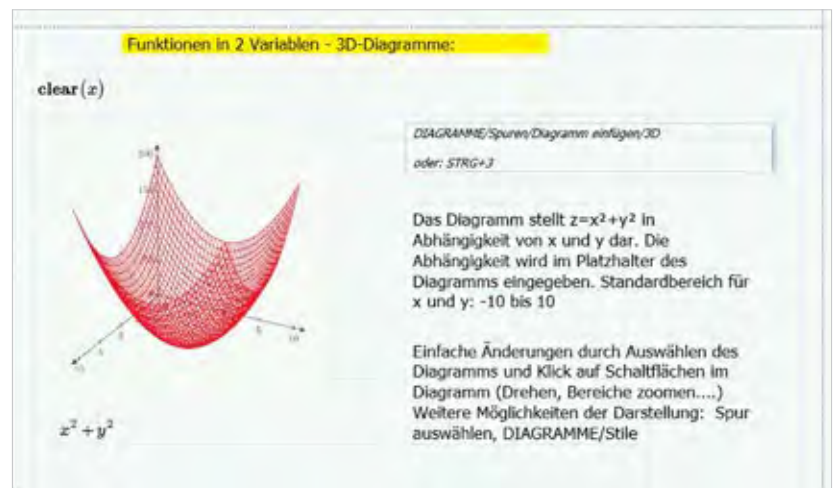 Funktionen in 2 Variablen - 3D-Diagramme:
clear(x)
DIAGRAMME/Spuren/Diagramm einfügen/3D
oder: STRG+3
Das Diagramm stellt z=x²+y² in
Abhängigkeit von x und y dar. Die
Abhängigkeit wird im Platzhalter des
Diagramms eingegeben. Standardbereich für
x und y: -10 bis 10
Einfache Änderungen durch Auswählen des
Diagramms und Klick auf Schaltflächen im
Diagramm (Drehen, Bereiche zoomen....)
Weitere Möglichkeiten der Darstellung: Spur
auswählen, DIAGRAMME/Stile
x² + y²